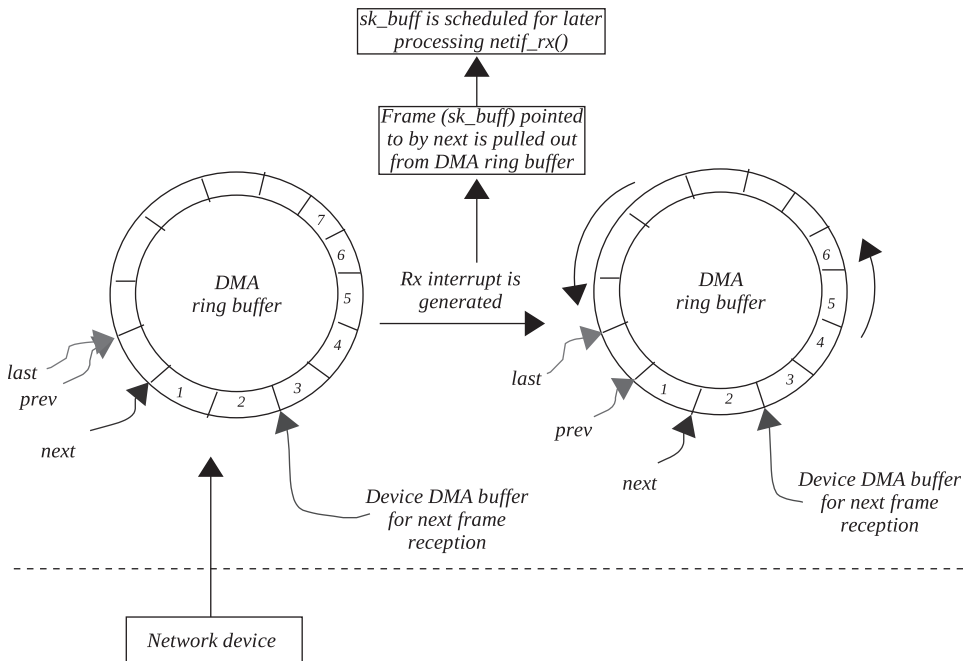 sk_buff is scheduled for later
processing netif_rx()
Frame (sk_buff) pointed
to by next is pulled out
from DMA ring buffer
Rx interrupt is
generated
DMA
ring buffer
7
6
5
4
3
2
1
last
prev
next
Device DMA buffer
for next frame
reception
Network device
DMA
ring buffer
6
5
4
3
2
1
last
prev
next
Device DMA buffer
for next frame
reception